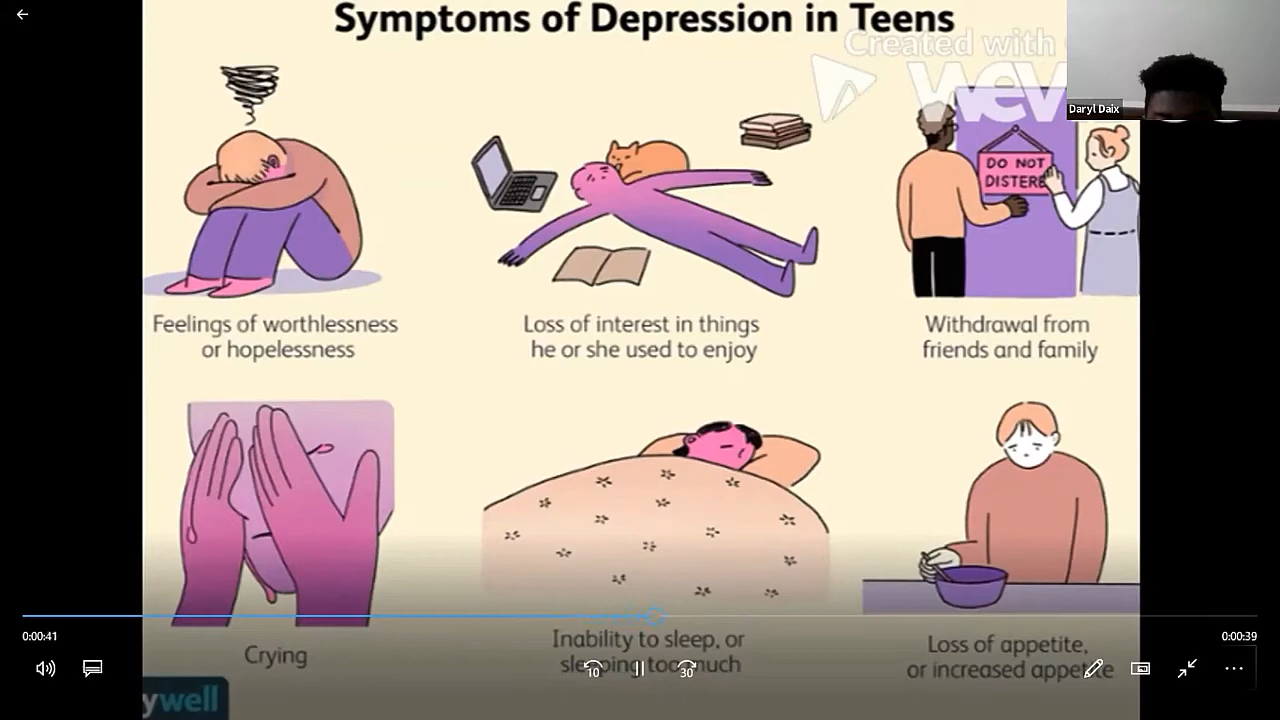 Symptoms of Depression in Teens
Created with
wev
Daryl Daix
DO NOT
DISTERB
Feelings of worthlessness
or hopelessness
Loss of interest in things
he or she used to enjoy
Withdrawal from
friends and family
Crying
Inability to sleep, or
sleeping too much
Loss of appetite,
or increased appetite
0:00:41
0:00:39
10
30
ywell